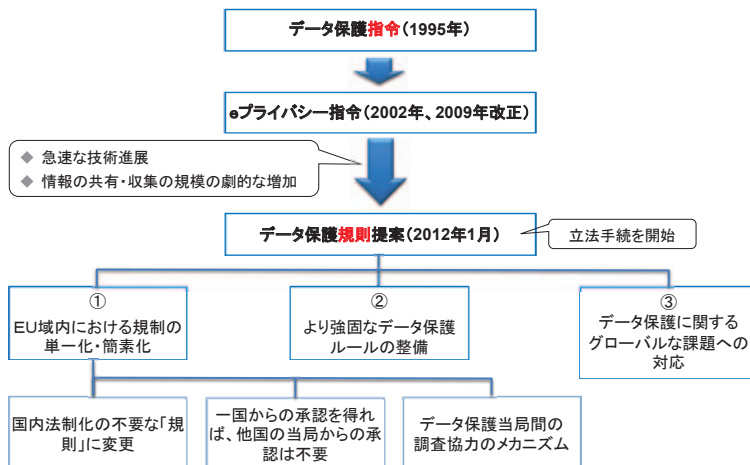 データ保護指令(1995年)
eプライバシー指令(2002年、2009年改正)
◆ 急速な技術進展
◆ 情報の共有・収集の規模の劇的な増加
データ保護規則提案(2012年1月)
立法手続を開始
①
EU域内における規制の
単一化・簡素化
②
より強固なデータ保護
ルールの整備
③
データ保護に関する
グローバルな課題への
対応
国内法制化の不要な「規
則」に変更
一国からの承認を得れ
ば、他国の当局からの承
認は不要
データ保護当局間の
調査協力のメカニズム